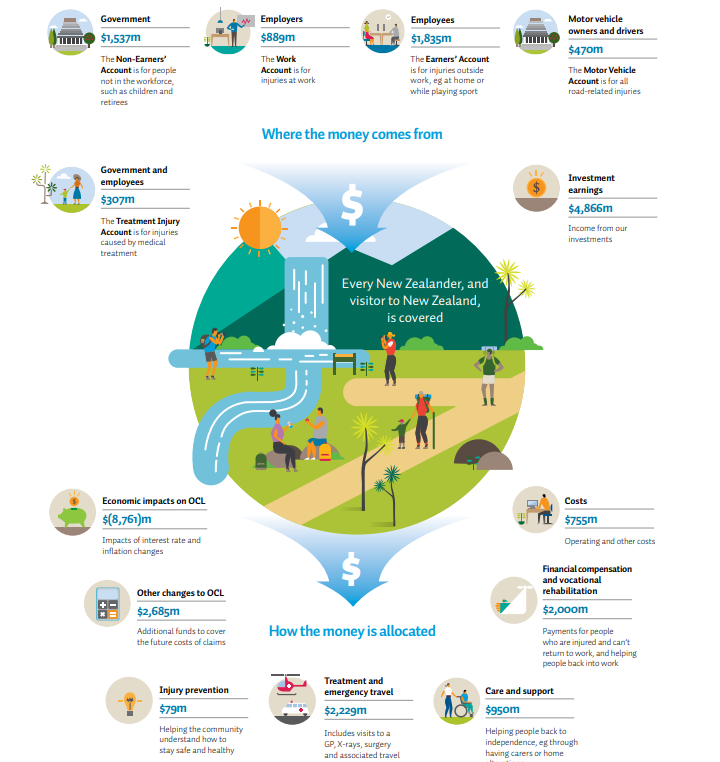 Government
$1,537m
The Non-Earners'
Account is for people
not in the workforce,
such as children and
retirees
Employers
$889m
The Work
Account is for
injuries at work
Employees
$1,835m
The Earners' Account
is for injuries outside
work, eg at home or
while playing sport
Motor vehicle
owners and drivers
$470m
The Motor Vehicle
Account is for all
road-related injuries
Where the money comes from
Government and
employees
$307m
The Treatment Injury
Account is for injuries
caused by medical
treatment
$
Investment
earnings
$4,866m
Income from our
investments
Every New Zealander, and
visitor to New Zealand,
is covered
Economic impacts on OCL
$(8,761)m
Impacts of interest rate and
inflation changes
Costs
$755m
Operating and other costs
$
Other changes to OCL
$2,685m
Additional funds to cover
the future costs of claims
Financial compensation
and vocational
rehabilitation
$2,000m
Payments for people
who are injured and can't
return to work, and helping
people back into work
How the money is allocated
Injury prevention
$79m
Helping the community
understand how to
stay safe and healthy
Treatment and
emergency travel
$2,229m
Includes visits to a
GP, X-rays, surgery
and associated travel
Care and support
$950m
Helping people back to
independence, eg through
having carers or home